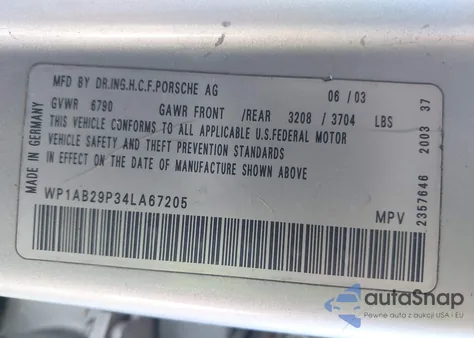 MFD BY DR.ING.H.C.F.PORSCHE AG 06 / 03
GVWR 6790 GAWR FRONT /REAR 3208 / 3704 LBS
THIS VEHICLE CONFORMS TO ALL APPLICABLE U.S.FEDERAL MOTOR
VEHICLE SAFETY AND THEFT PREVENTION STANDARDS
IN EFFECT ON THE DATE OF MANUFACTURE SHOWN ABOVE.
WP1AB29P34LA67205 MPV
MADE IN GERMANY
2357646 2003 37
autoSnap
Pewne auta z USA i EU